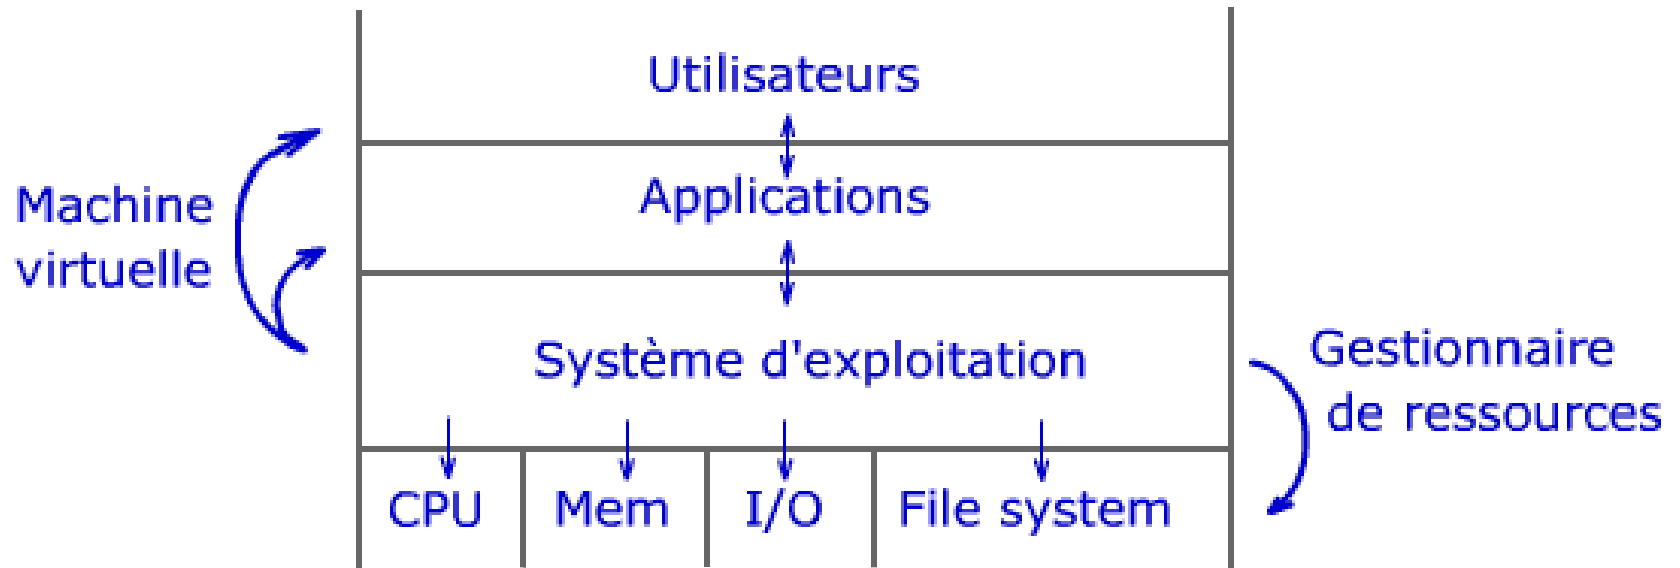 Utilisateurs
Applications
Machine
virtuelle
Système d'exploitation
Gestionnaire
de ressources
CPU
Mem
I/O
File system